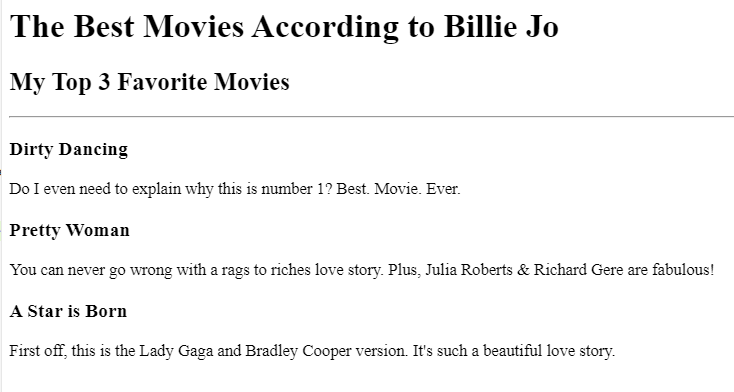 The Best Movies According to Billie Jo
My Top 3 Favorite Movies
Dirty Dancing
Do I even need to explain why this is number 1? Best. Movie. Ever.
Pretty Woman
You can never go wrong with a rags to riches love story. Plus, Julia Roberts & Richard Gere are fabulous!
A Star is Born
First off, this is the Lady Gaga and Bradley Cooper version. It's such a beautiful love story.